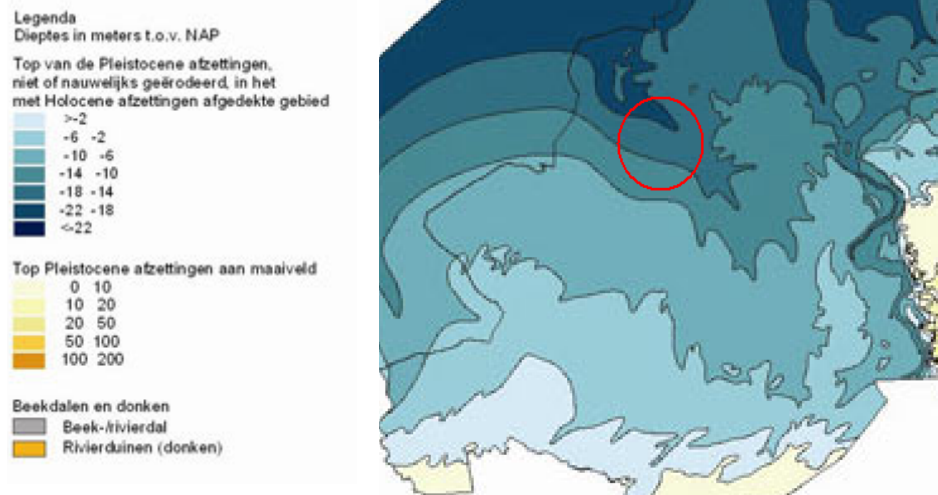 Legenda
Dieptes in meters t.o.v. NAP
Top van de Pleistocene afzettingen,
niet of nauwelijks geërodeerd, in het
met Holocene afzettingen afgedekte gebied
>-2
-6 -2
-10 -6
-14 -10
-18 -14
-22 -18
<-22
Top Pleistocene afzettingen aan maaiveld
0 10
10 20
20 50
50 100
100 200
Beekdalen en donken
Beek-/rivierdal
Rivierduinen (donken)